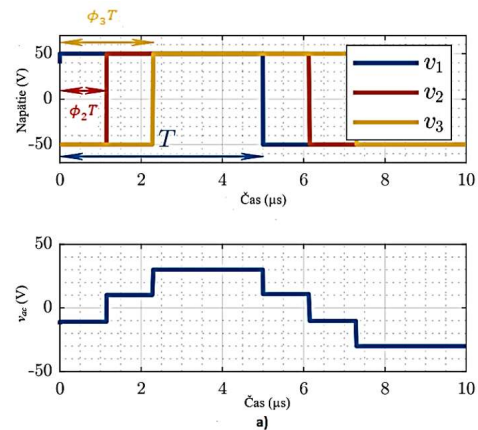 ϕ₃T
50
0
-50
Napätie (V)
ϕ₂T
T
v₁
v₂
v₃
0 2 4 6 8 10
Čas (µs)
50
0
-50
vₐc (V)
0 2 4 6 8 10
Čas (µs)
a)